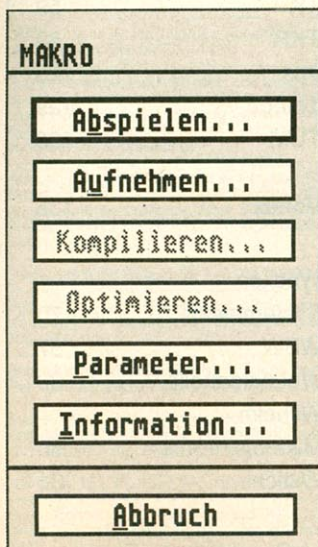 MAKRO
Abspielen...
Aufnehmen...
Kompilieren...
Optimieren...
Parameter...
Information...
Abbruch